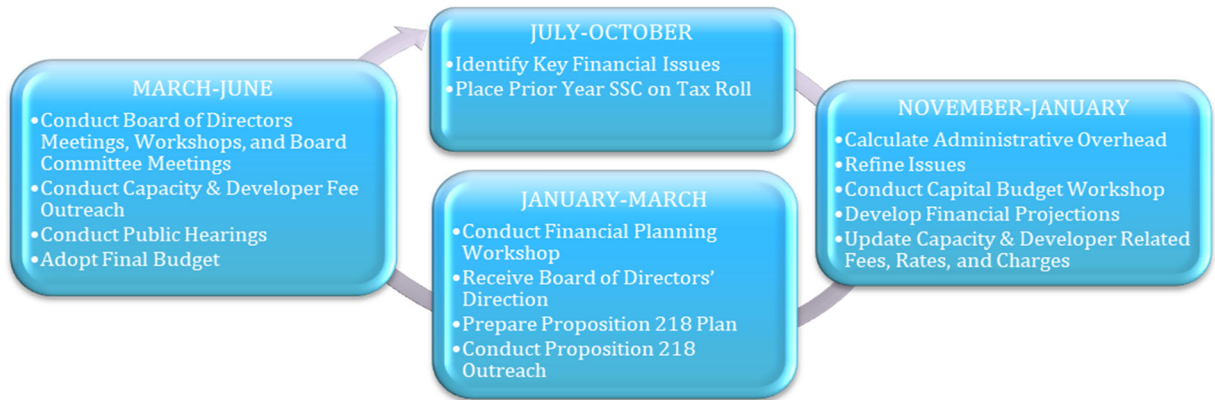 JULY-OCTOBER
•Identify Key Financial Issues
•Place Prior Year SSC on Tax Roll
NOVEMBER-JANUARY
•Calculate Administrative Overhead
•Refine Issues
•Conduct Capital Budget Workshop
•Develop Financial Projections
•Update Capacity & Developer Related
Fees, Rates, and Charges
JANUARY-MARCH
•Conduct Financial Planning
Workshop
•Receive Board of Directors’
Direction
•Prepare Proposition 218 Plan
•Conduct Proposition 218
Outreach
MARCH-JUNE
•Conduct Board of Directors
Meetings, Workshops, and Board
Committee Meetings
•Conduct Capacity & Developer Fee
Outreach
•Conduct Public Hearings
•Adopt Final Budget